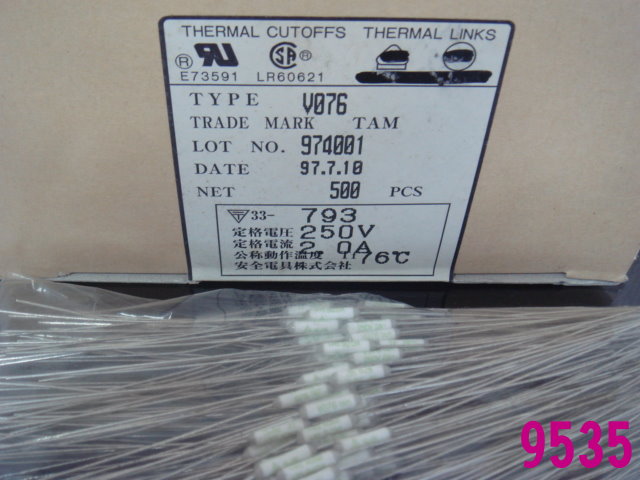 THERMAL CUTOFFS THERMAL LINKS
E73591 LR60621
TYPE V076
TRADE MARK TAM
LOT NO. 974001
DATE 97.7.10
NET 500 PCS
33- 793
定格電圧 250V
定格電流 2.0A
公称動作温度 76℃
安全電具株式会社
9535